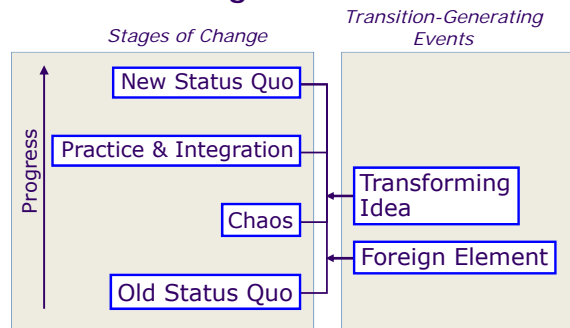 Stages of Change
Transition-Generating
Events
New Status Quo
Practice & Integration
Transforming
Idea
Chaos
Foreign Element
Old Status Quo
Progress